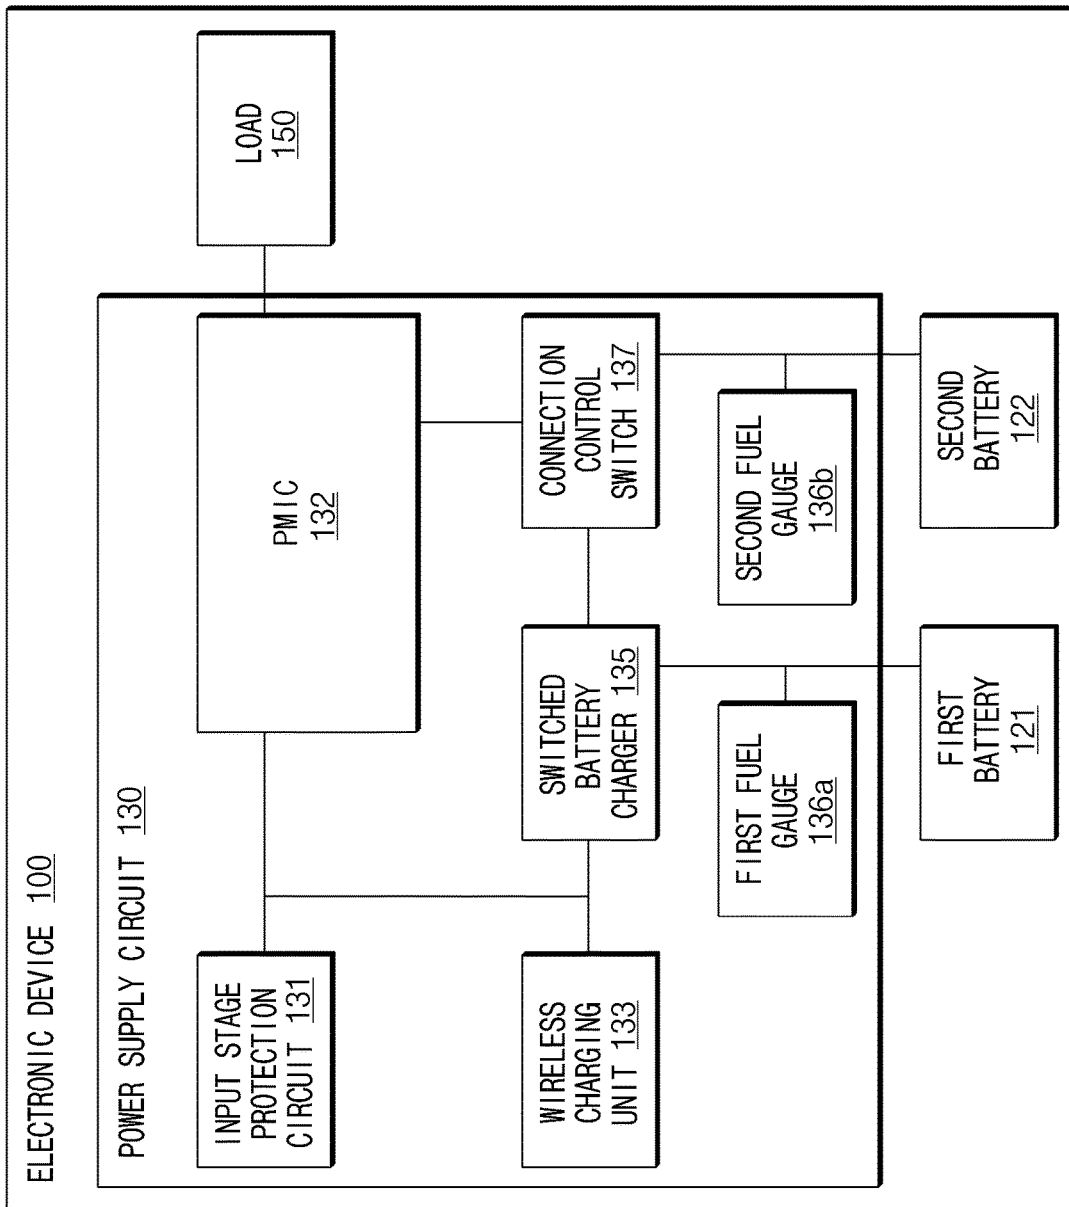 ELECTRONIC DEVICE 100
POWER SUPPLY CIRCUIT 130
INPUT STAGE
PROTECTION
CIRCUIT 131
PMIC
132
LOAD
150
WIRELESS
CHARGING
UNIT 133
SWITCHED
BATTERY
CHARGER 135
CONNECTION
CONTROL
SWITCH 137
FIRST FUEL
GAUGE
136a
SECOND FUEL
GAUGE
136b
FIRST
BATTERY
121
SECOND
BATTERY
122